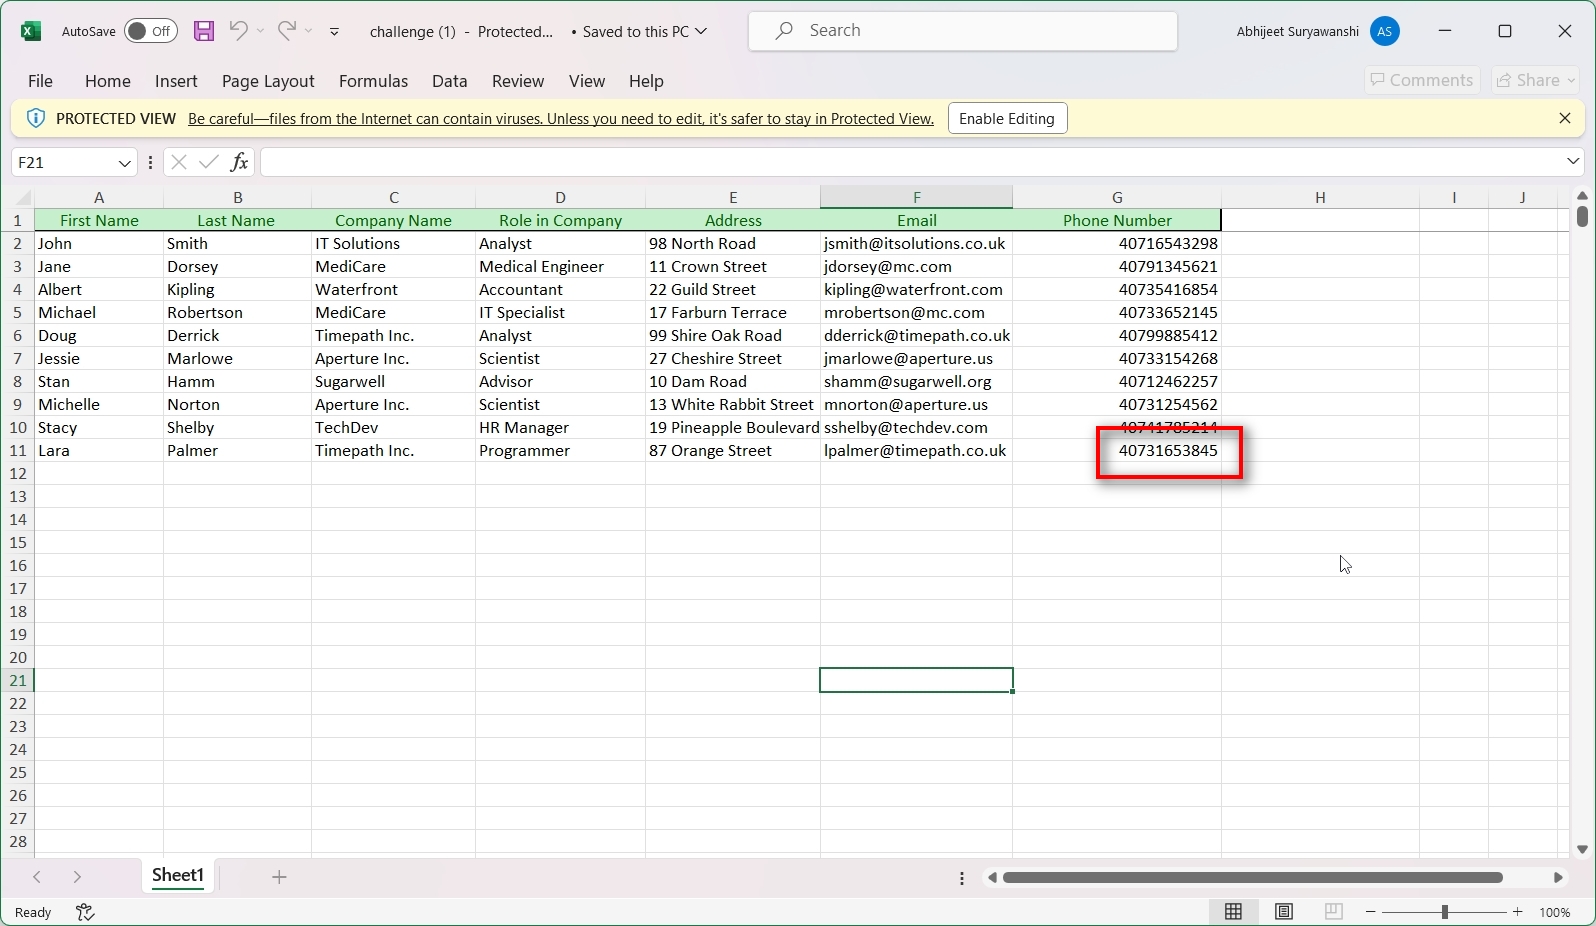 AutoSave Off challenge (1) - Protected... • Saved to this PC Search Abhijeet Suryawanshi AS
File Home Insert Page Layout Formulas Data Review View Help Comments Share
PROTECTED VIEW Be careful—files from the Internet can contain viruses. Unless you need to edit, it's safer to stay in Protected View. Enable Editing
F21 fx
A B C D E F G H I J
1 First Name Last Name Company Name Role in Company Address Email Phone Number
2 John Smith IT Solutions Analyst 98 North Road jsmith@itsolutions.co.uk 40716543298
3 Jane Dorsey MediCare Medical Engineer 11 Crown Street jdorsey@mc.com 40791345621
4 Albert Kipling Waterfront Accountant 22 Guild Street kipling@waterfront.com 40735416854
5 Michael Robertson MediCare IT Specialist 17 Farburn Terrace mrobertson@mc.com 40733652145
6 Doug Derrick Timepath Inc. Analyst 99 Shire Oak Road dderrick@timepath.co.uk 40799885412
7 Jessie Marlowe Aperture Inc. Scientist 27 Cheshire Street jmarlowe@aperture.us 40733154268
8 Stan Hamm Sugarwell Advisor 10 Dam Road shamm@sugarwell.org 40712462257
9 Michelle Norton Aperture Inc. Scientist 13 White Rabbit Street mnorton@aperture.us 40731254562
10 Stacy Shelby TechDev HR Manager 19 Pineapple Boulevard sshelby@techdev.com 40741785214
11 Lara Palmer Timepath Inc. Programmer 87 Orange Street lpalmer@timepath.co.uk 40731653845
12
13
14
15
16
17
18
19
20
21
22
23
24
25
26
27
28
Sheet1
Ready 100%